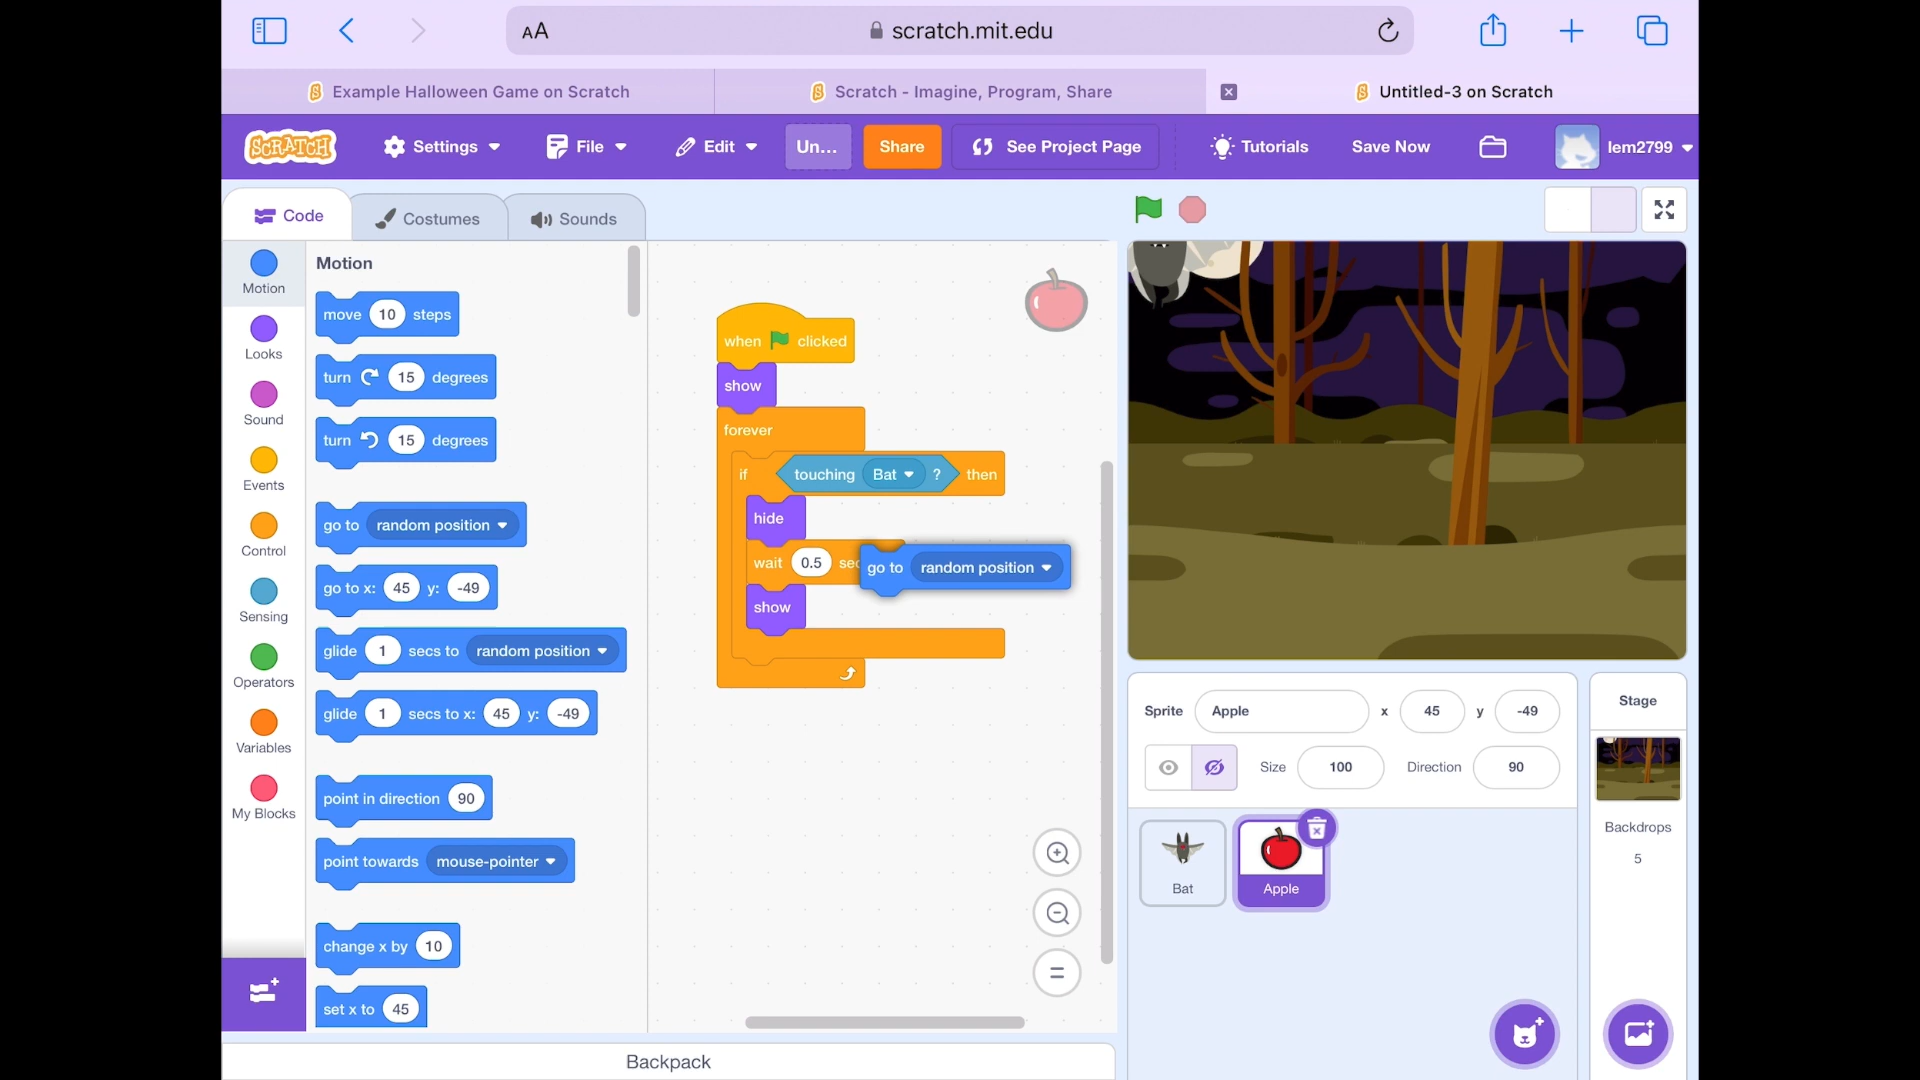 AA
scratch.mit.edu
Example Halloween Game on Scratch
Scratch - Imagine, Program, Share
Untitled-3 on Scratch
SCRATCH
Settings
File
Edit
Un...
Share
See Project Page
Tutorials
Save Now
lem2799
Code
Costumes
Sounds
Motion
Looks
Sound
Events
Control
Sensing
Operators
Variables
My Blocks
Motion
move 10 steps
turn 15 degrees
turn 15 degrees
go to random position
go to x: 45 y: -49
glide 1 secs to random position
glide 1 secs to x: 45 y: -49
point in direction 90
point towards mouse-pointer
change x by 10
set x to 45
when clicked
show
forever
if touching Bat ? then
hide
wait 0.5 sec
go to random position
show
Sprite Apple x 45 y -49
Size 100 Direction 90
Bat
Apple
Stage
Backdrops
5
Backpack